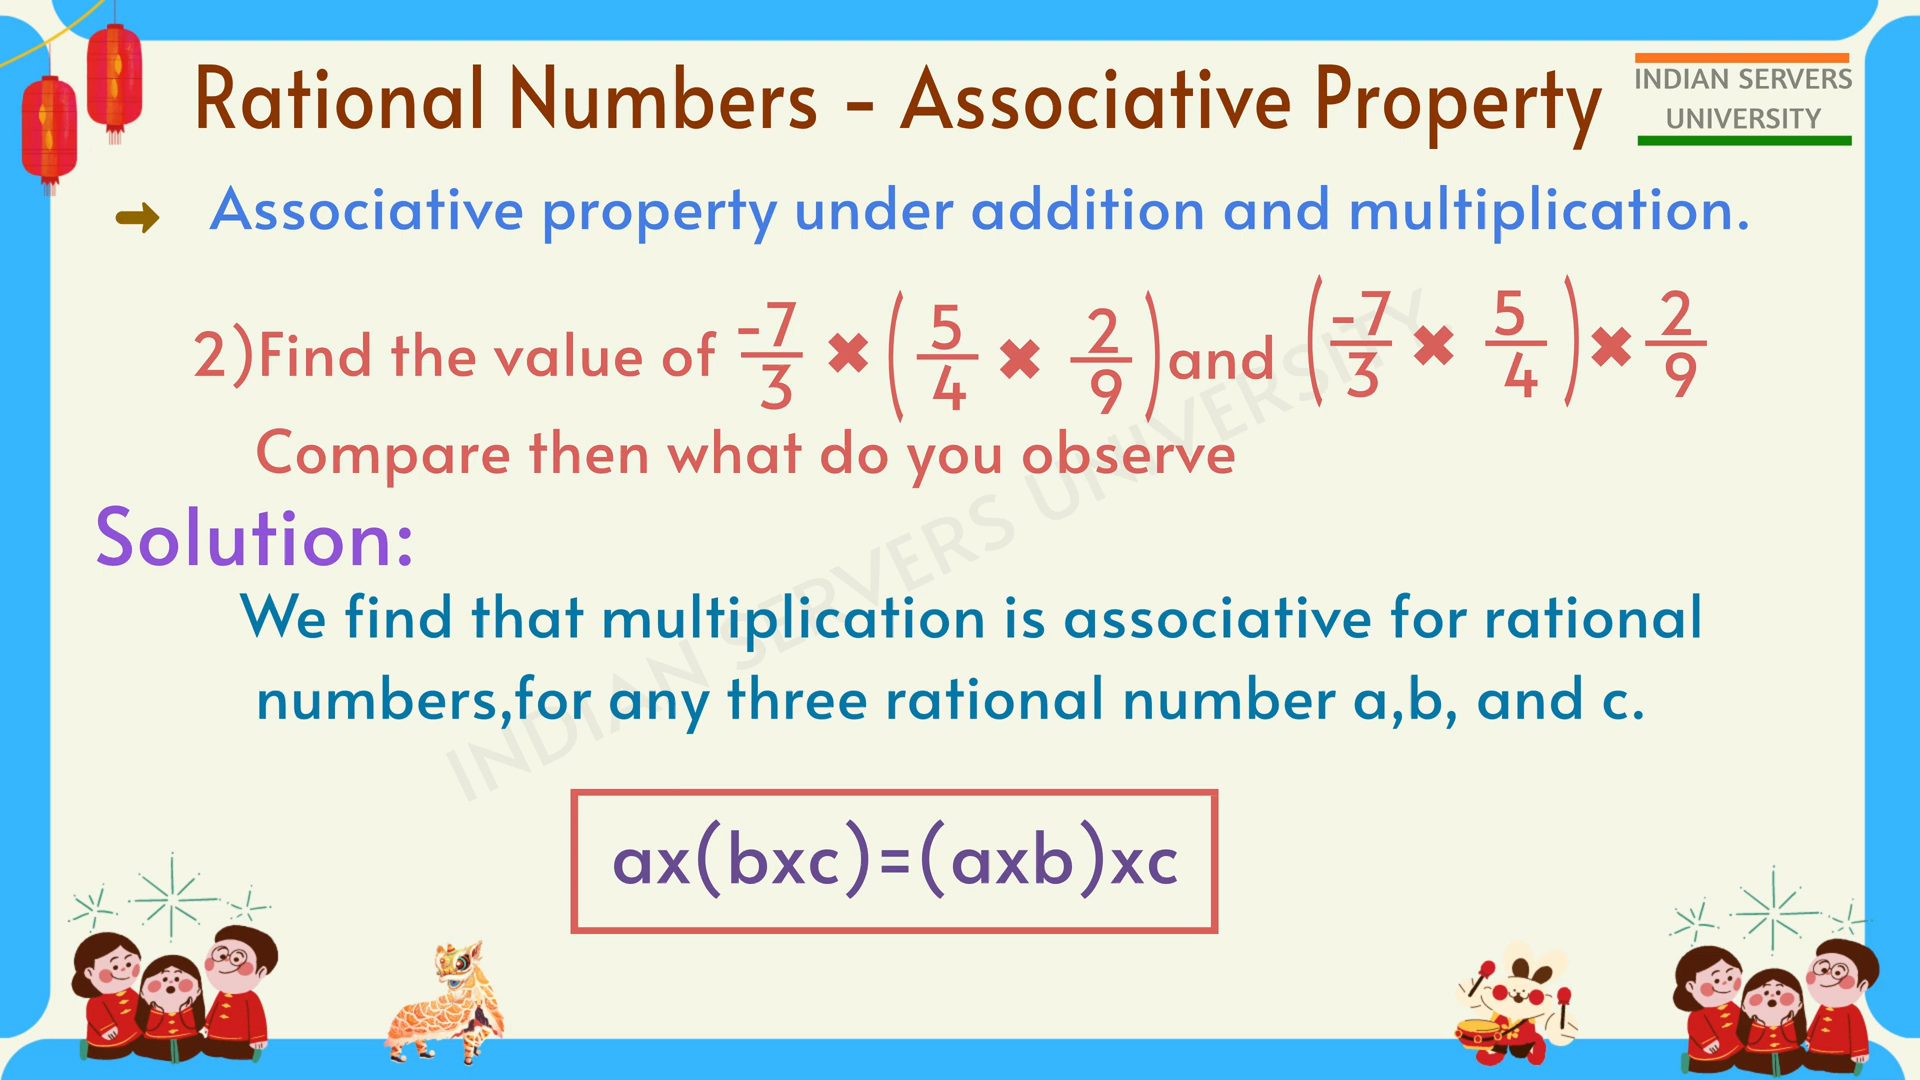 Rational Numbers - Associative Property
INDIAN SERVERS
UNIVERSITY
→ Associative property under addition and multiplication.
2)Find the value of -7/3 × (5/4 × 2/9) and (-7/3 × 5/4) × 2/9
Compare then what do you observe
Solution:
We find that multiplication is associative for rational
numbers,for any three rational number a,b, and c.
ax(bxc)=(axb)xc
INDIAN SERVERS UNIVERSITY